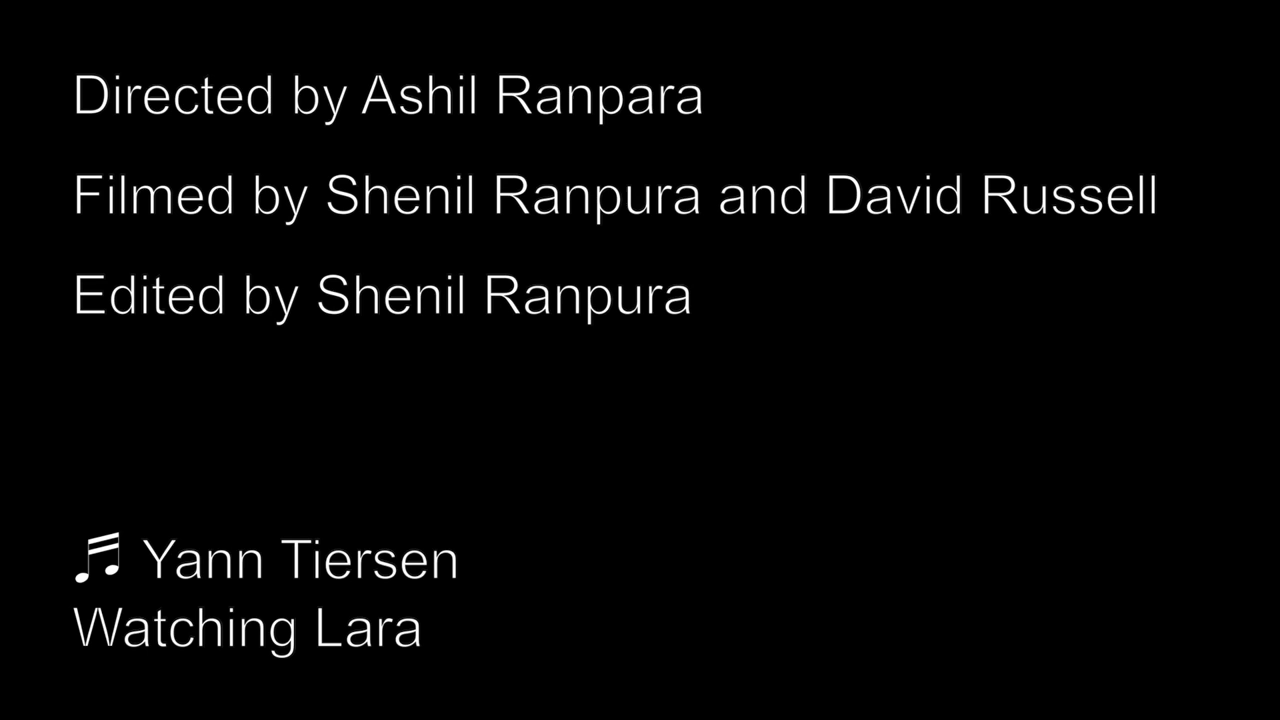 Directed by Ashil Ranpara
Filmed by Shenil Ranpura and David Russell
Edited by Shenil Ranpura
🎵 Yann Tiersen
Watching Lara